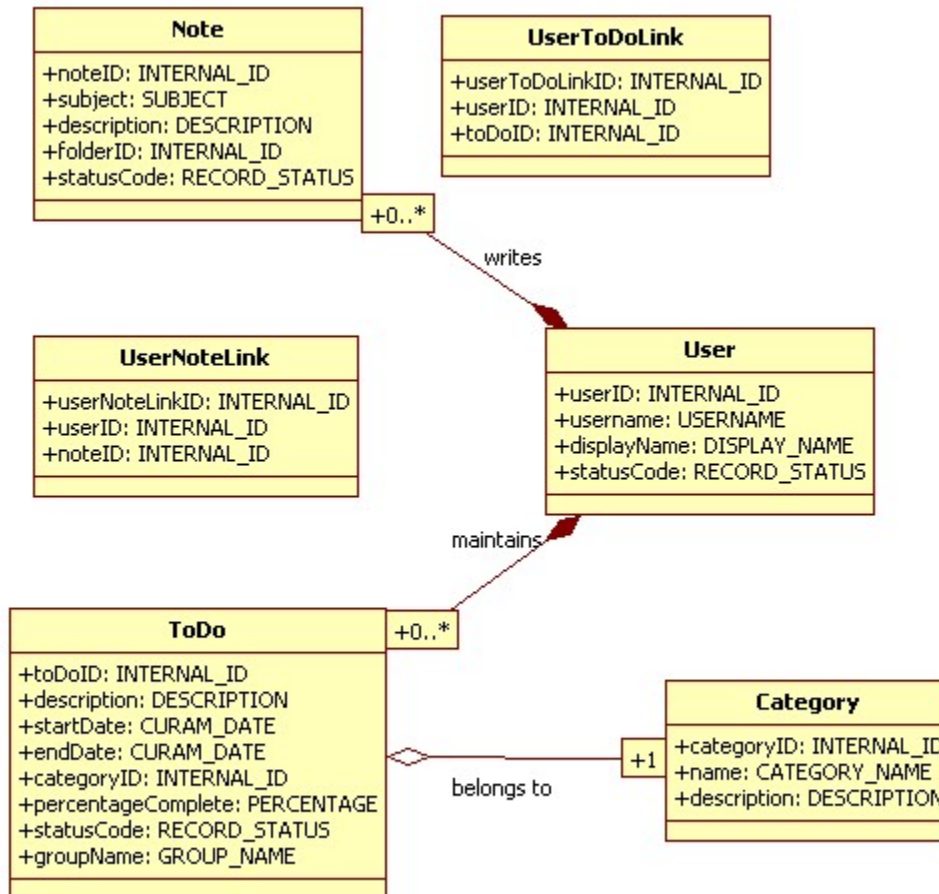 Note
+noteID: INTERNAL_ID
+subject: SUBJECT
+description: DESCRIPTION
+folderID: INTERNAL_ID
+statusCode: RECORD_STATUS
+0..*
UserToDoLink
+userToDoLinkID: INTERNAL_ID
+userID: INTERNAL_ID
+toDoID: INTERNAL_ID
writes
UserNoteLink
+userNoteLinkID: INTERNAL_ID
+userID: INTERNAL_ID
+noteID: INTERNAL_ID
User
+userID: INTERNAL_ID
+username: USERNAME
+displayName: DISPLAY_NAME
+statusCode: RECORD_STATUS
maintains
+0..*
ToDo
+toDoID: INTERNAL_ID
+description: DESCRIPTION
+startDate: CURAM_DATE
+endDate: CURAM_DATE
+categoryID: INTERNAL_ID
+percentageComplete: PERCENTAGE
+statusCode: RECORD_STATUS
+groupName: GROUP_NAME
belongs to
+1
Category
+categoryID: INTERNAL_ID
+name: CATEGORY_NAME
+description: DESCRIPTION